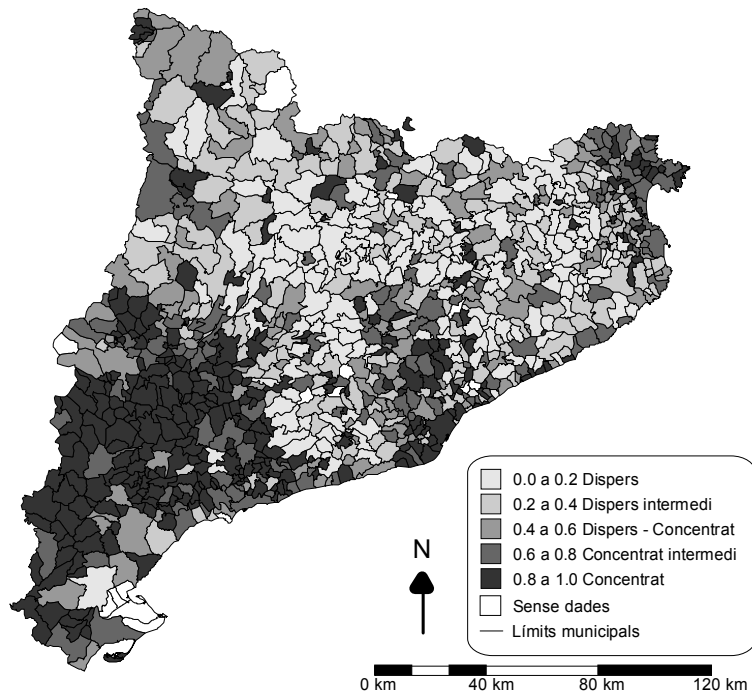 0.0 a 0.2 Dispers
0.2 a 0.4 Dispers intermedi
0.4 a 0.6 Dispers - Concentrat
0.6 a 0.8 Concentrat intermedi
0.8 a 1.0 Concentrat
Sense dades
Límits municipals
N
0 km 40 km 80 km 120 km